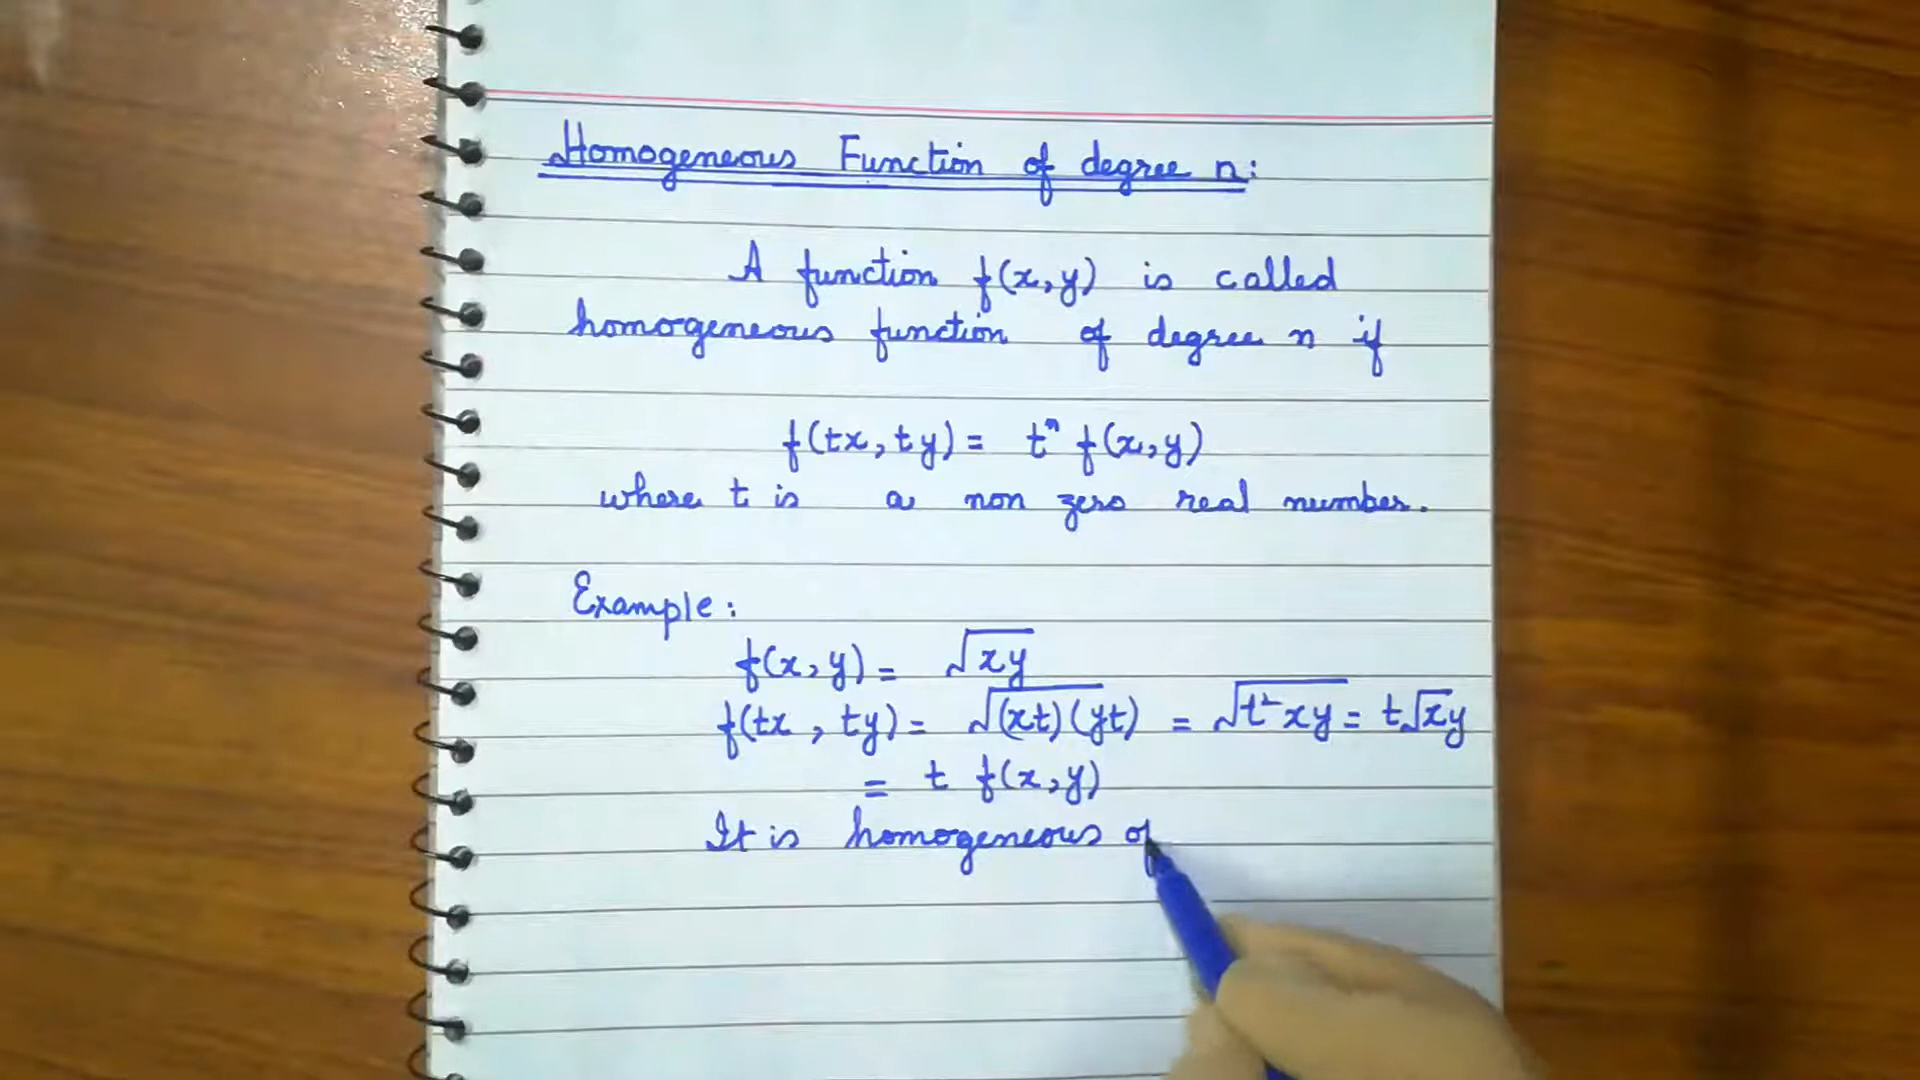 Homogeneous Function of degree n:
A function f(x,y) is called
homogeneous function of degree n if
f(tx, ty) = tⁿ f(x,y)
where t is a non zero real number.
Example:
f(x,y) = √xy
f(tx, ty) = √(xt)(yt) = √t²xy = t√xy
= t f(x,y)
It is homogeneous of